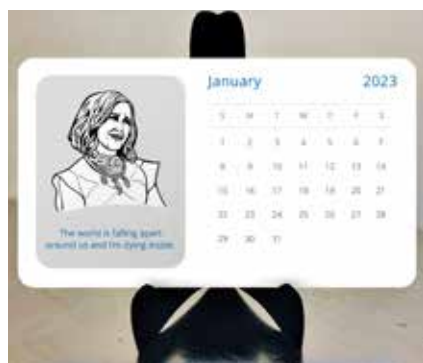 January 2023
S M T W T F S
1 2 3 4 5 6 7
8 9 10 11 12 13 14
15 16 17 18 19 20 21
22 23 24 25 26 27 28
29 30 31
The world is falling apart
around us and I'm dying inside.